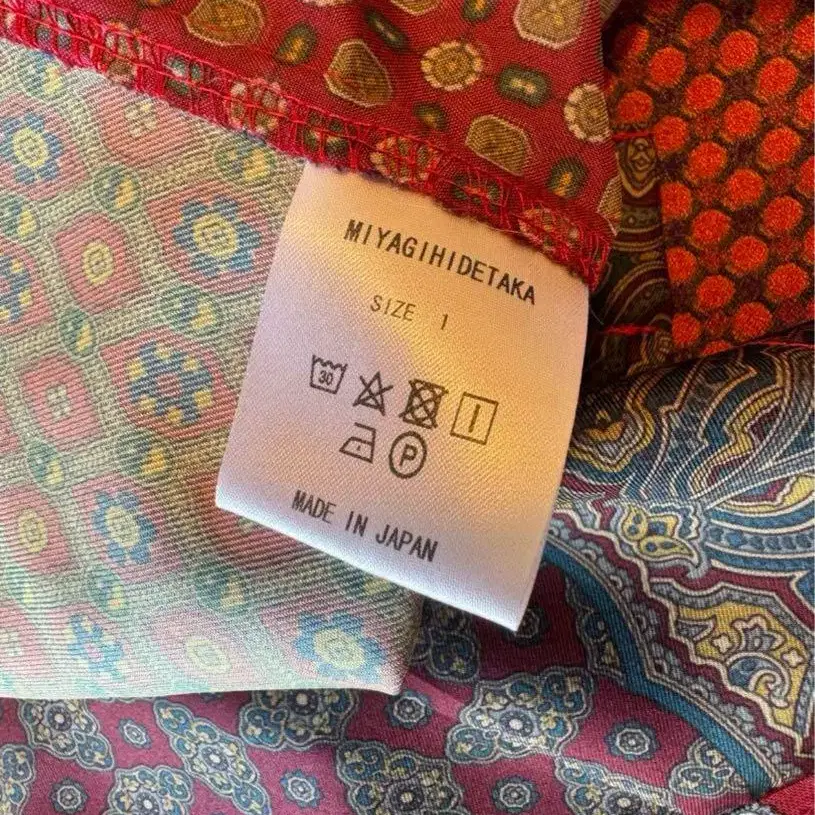 MIYAGIHIDETAKA
SIZE 1
30
P
MADE IN JAPAN